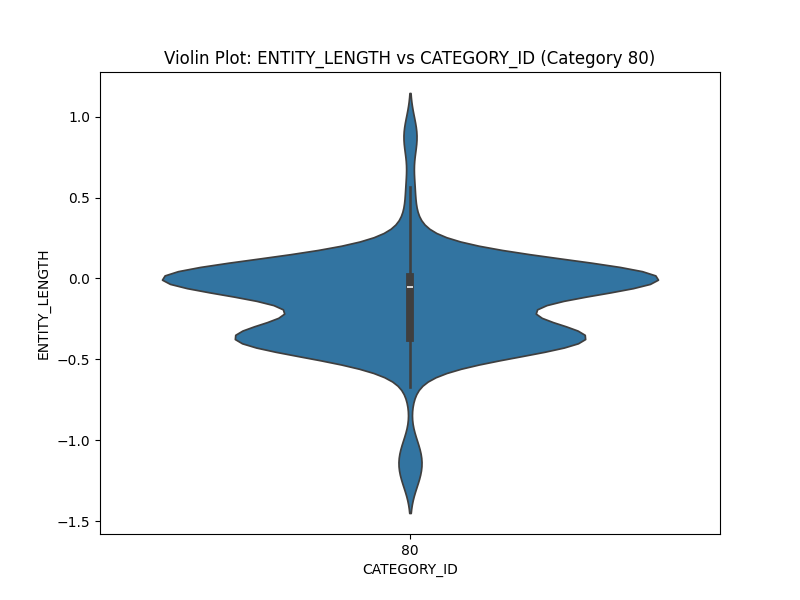 Violin Plot: ENTITY_LENGTH vs CATEGORY_ID (Category 80)
1.0
0.5
0.0
−0.5
−1.0
−1.5
ENTITY_LENGTH
80
CATEGORY_ID